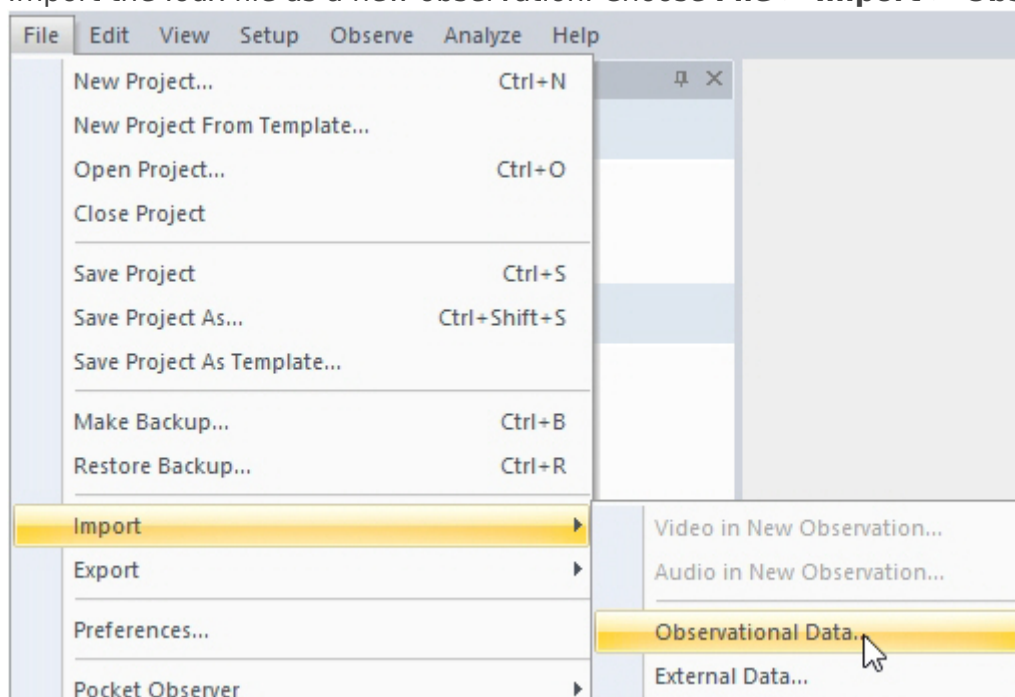 File Edit View Setup Observe Analyze Help
New Project... Ctrl+N
New Project From Template...
Open Project... Ctrl+O
Close Project
Save Project Ctrl+S
Save Project As... Ctrl+Shift+S
Save Project As Template...
Make Backup... Ctrl+B
Restore Backup... Ctrl+R
Import
Export
Preferences...
Pocket Observer
Video in New Observation...
Audio in New Observation...
Observational Data...
External Data...